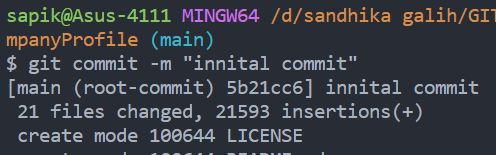 sapik@Asus-4111 MINGW64 /d/sandhika galih/GIT
mpanyProfile (main)
$ git commit -m "innital commit"
[main (root-commit) 5b21cc6] innital commit
 21 files changed, 21593 insertions(+)
 create mode 100644 LICENSE